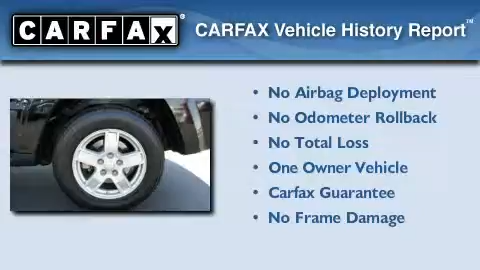 CARFAX® CARFAX Vehicle History Report™
• No Airbag Deployment
• No Odometer Rollback
• No Total Loss
• One Owner Vehicle
• Carfax Guarantee
• No Frame Damage